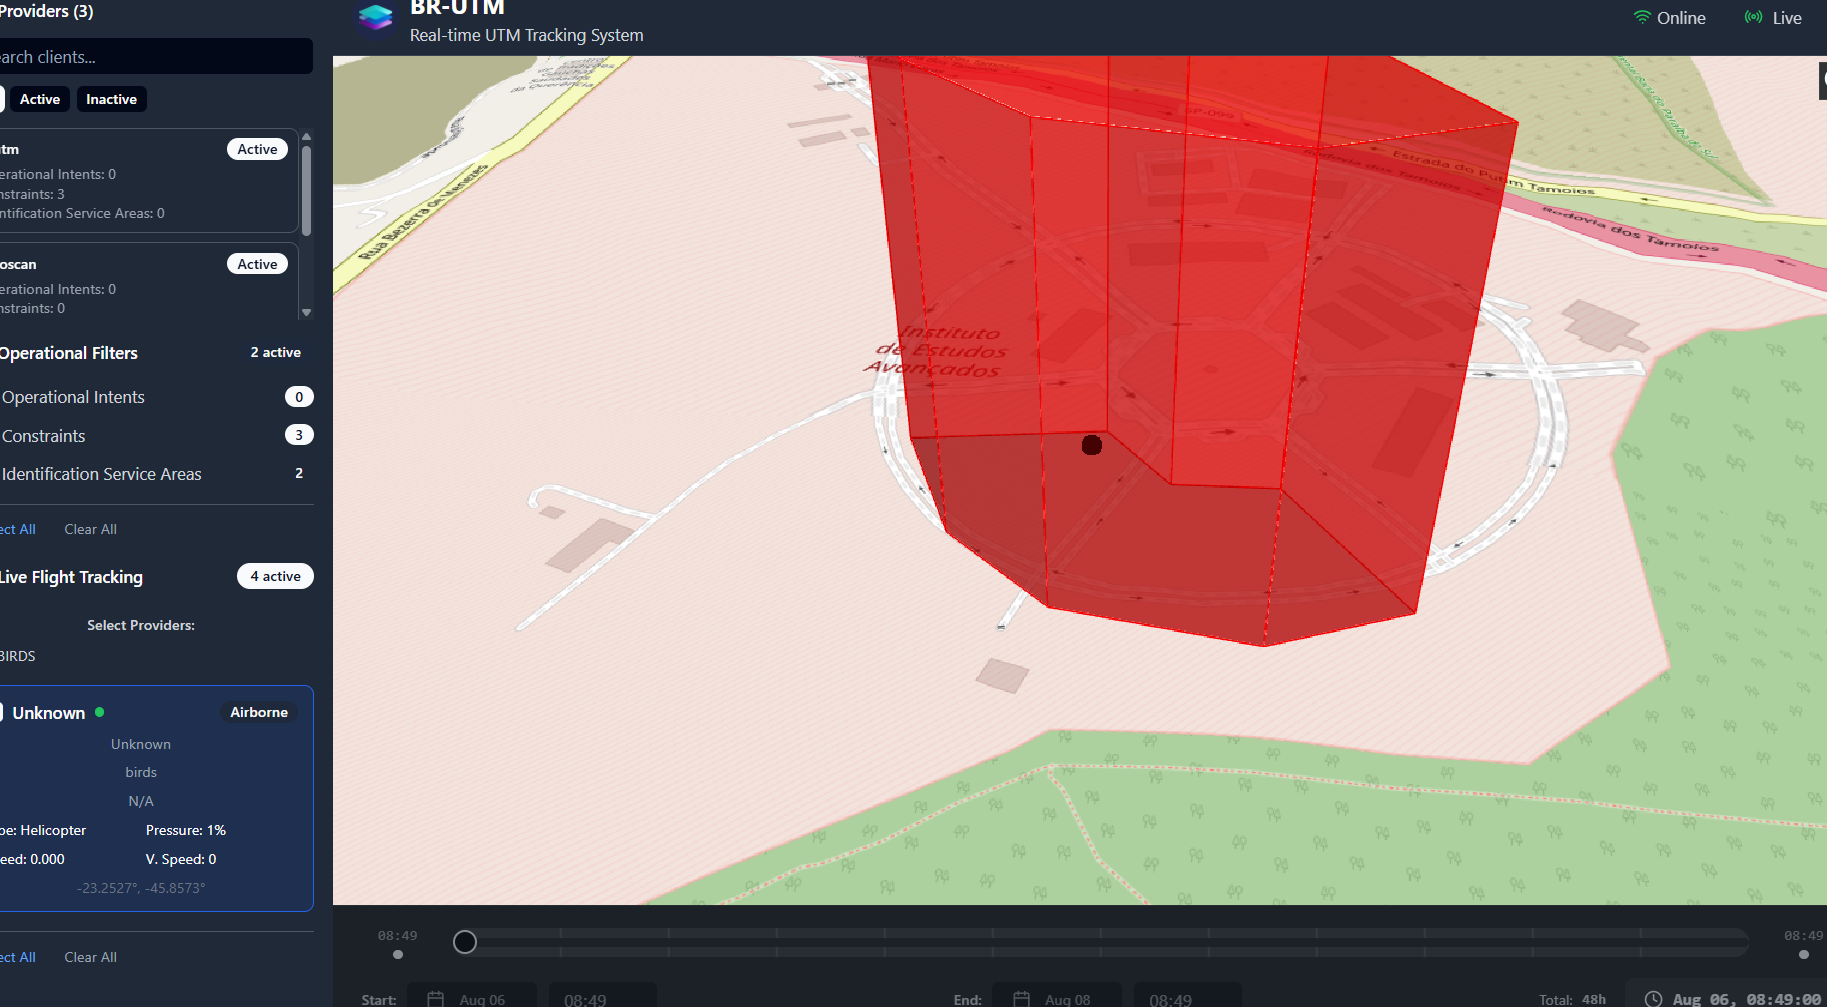 Providers (3)
earch clients...
Active
Inactive
tm
Active
erational Intents: 0
nstraints: 3
ntification Service Areas: 0
oscan
Active
erational Intents: 0
nstraints: 0
Operational Filters
2 active
Operational Intents
0
Constraints
3
Identification Service Areas
2
ect All
Clear All
Live Flight Tracking
4 active
Select Providers:
BIRDS
Unknown
Airborne
Unknown
birds
N/A
pe: Helicopter
Pressure: 1%
eed: 0.000
V. Speed: 0
-23.2527°, -45.8573°
ect All
Clear All
BR-UTM
Real-time UTM Tracking System
Online
Live
Rua Bezerra de Menezes
SP-099
Estrada do Putim Tamoios
Rodovia dos Tamoios
Rodovia dos Tamoios
Instituto
de Estudos
Avançados
08:49
08:49
Start:
Aug 06
08:49
End:
Aug 08
08:49
Total: 48h
Aug 06, 08:49:00